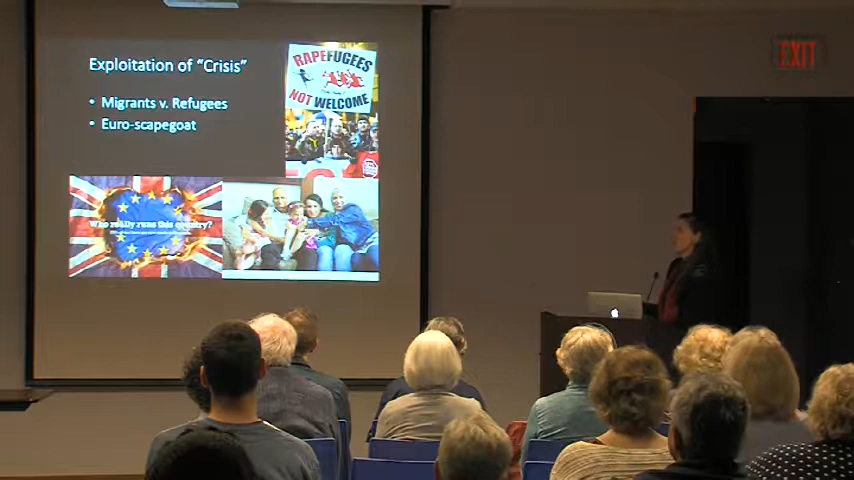 Exploitation of “Crisis”
• Migrants v. Refugees
• Euro-scapegoat
RAPEFUGEES
NOT WELCOME
Who really runs this country?
EXIT